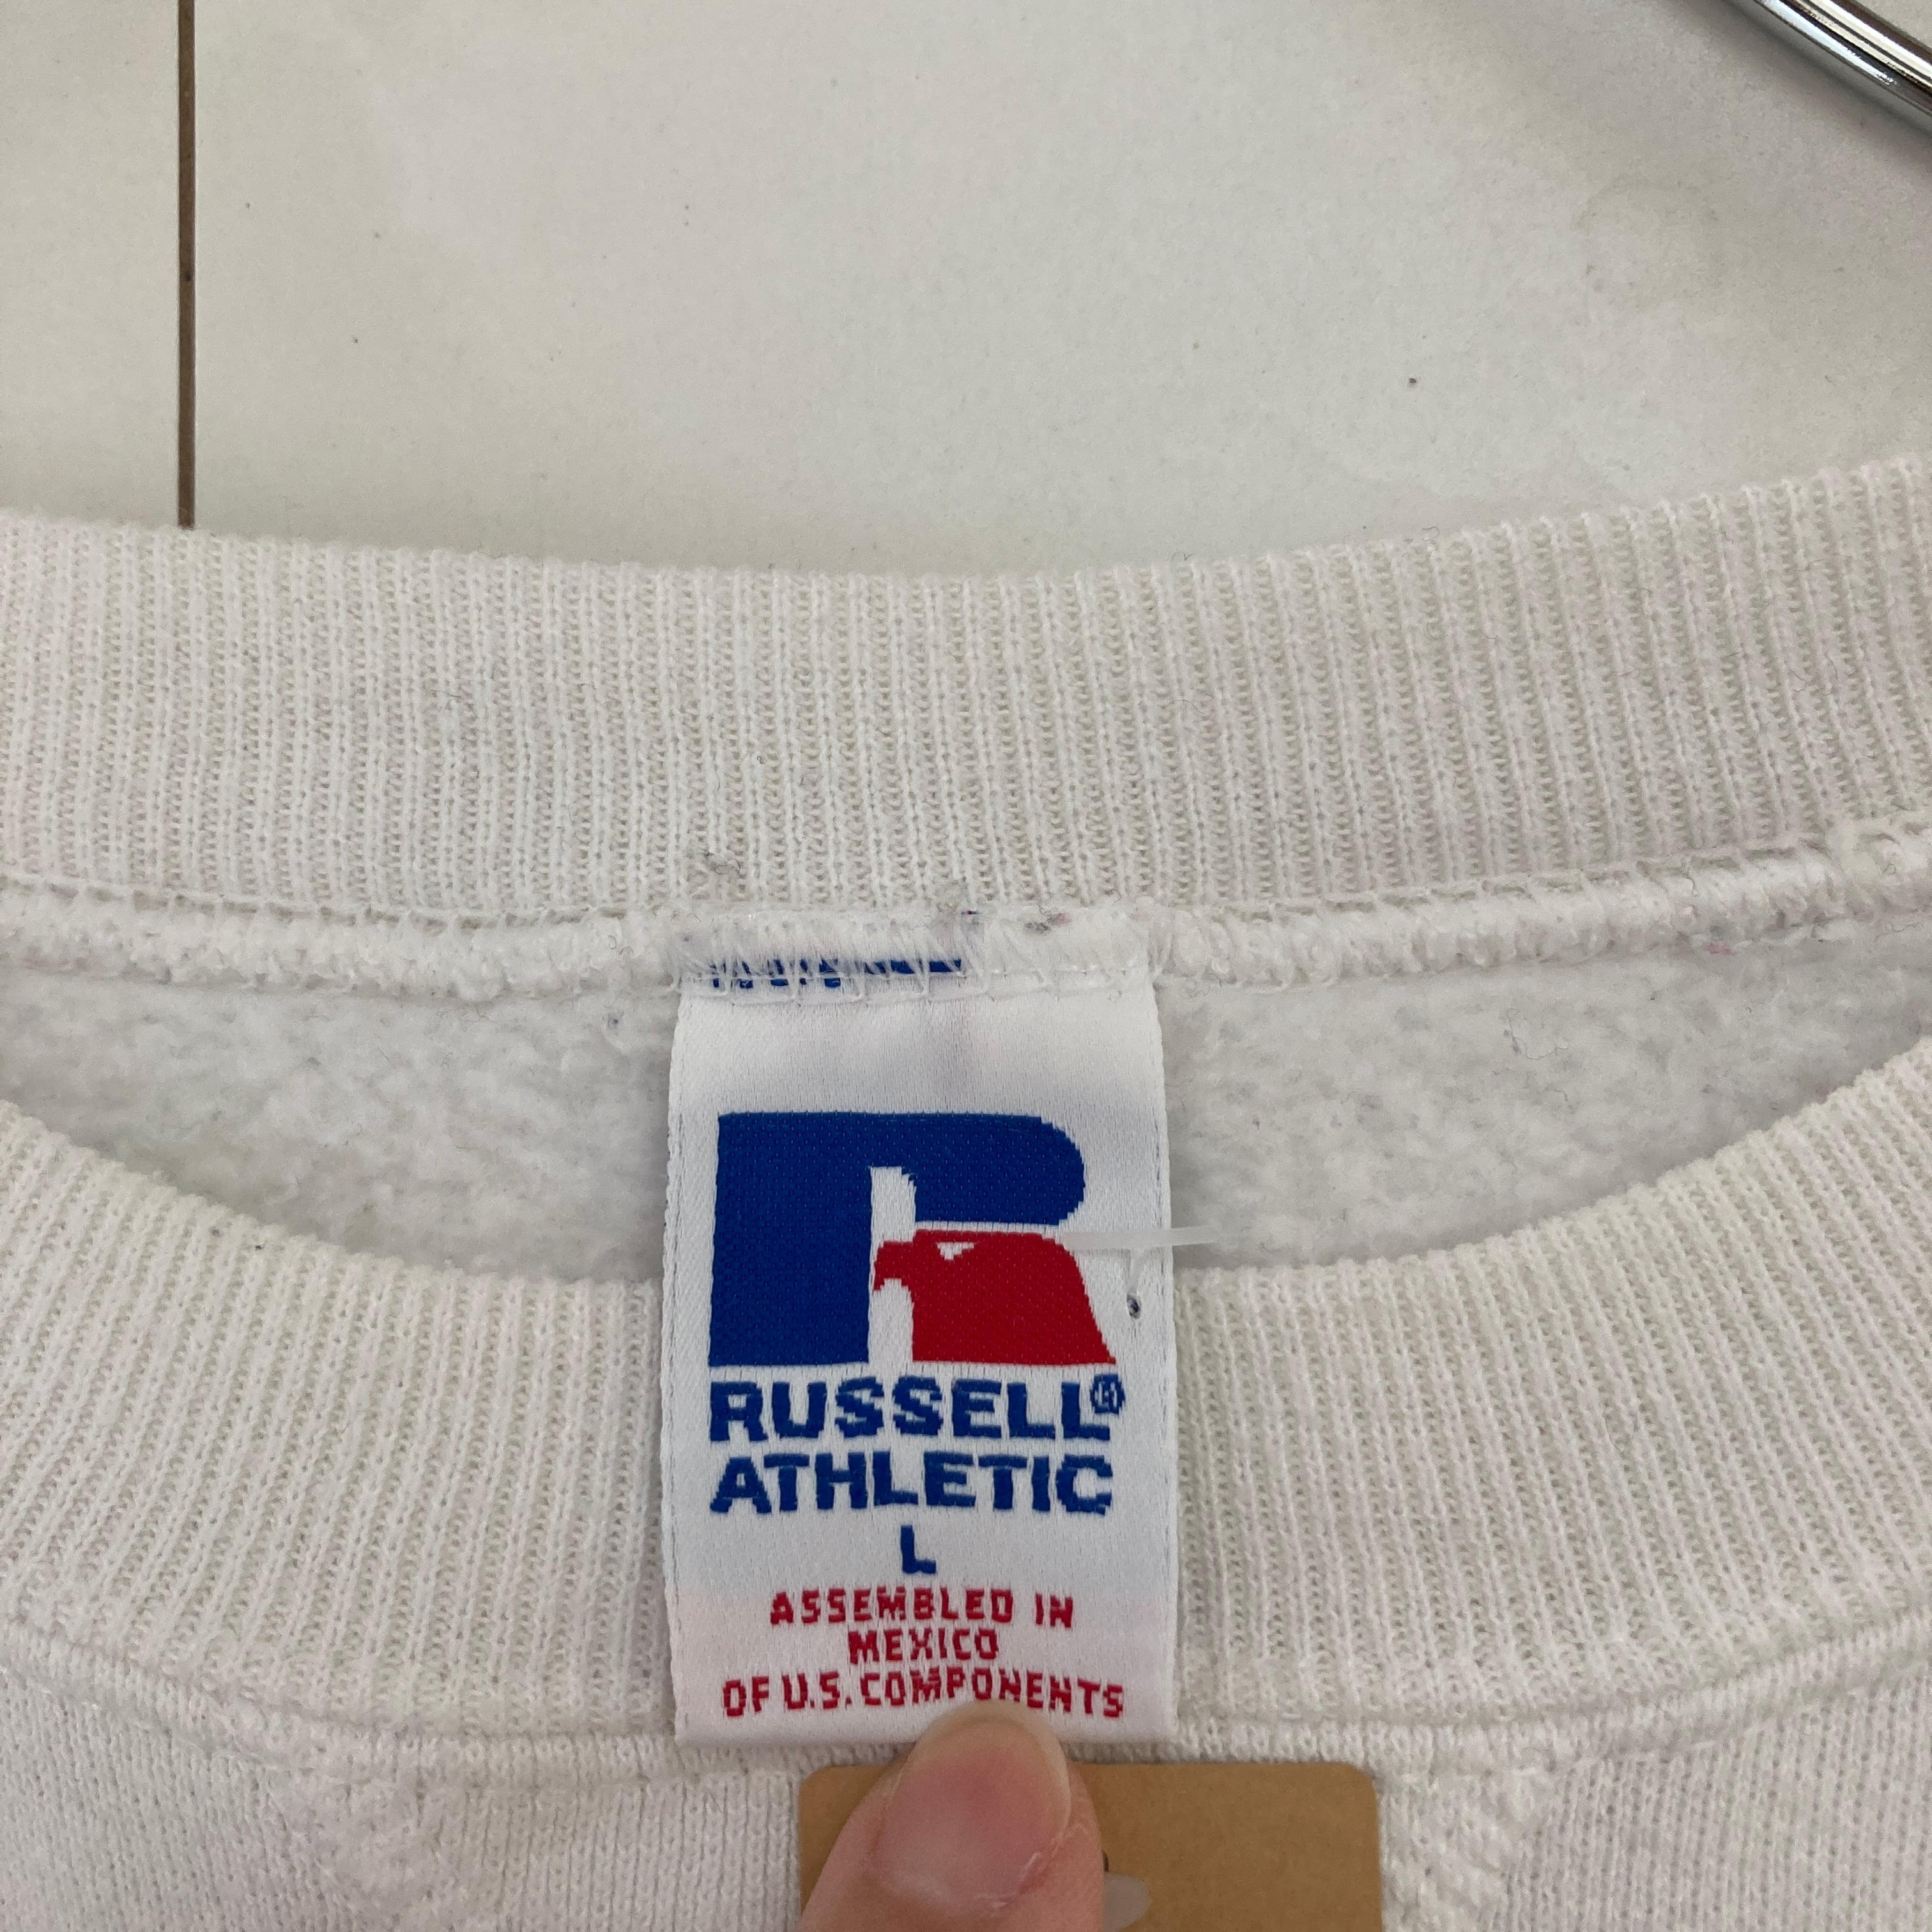 RUSSELL®
ATHLETIC
L
ASSEMBLED IN
MEXICO
OF U.S. COMPONENTS